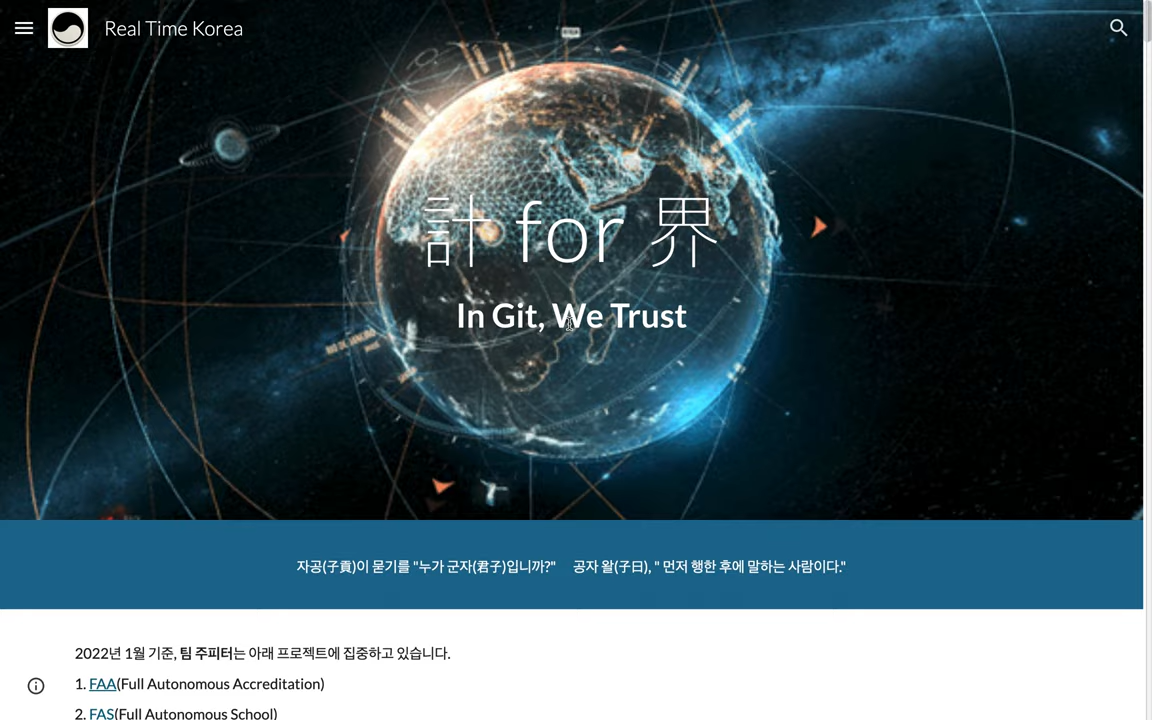 Real Time Korea
計 for 界
In Git, We Trust
자공(子貢)이 묻기를 "누가 군자(君子)입니까?" 공자 왈(子曰), " 먼저 행한 후에 말하는 사람이다."
2022년 1월 기준, 팀 주피터는 아래 프로젝트에 집중하고 있습니다.
1. FAA(Full Autonomous Accreditation)
2. FAS(Full Autonomous School)